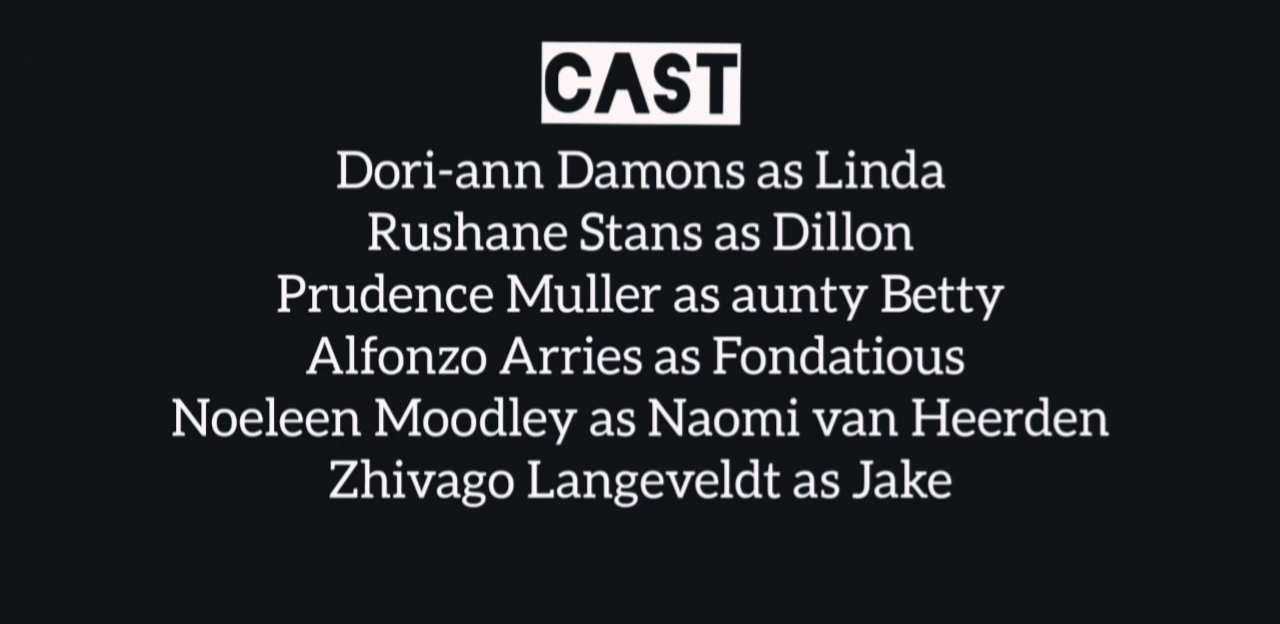 CAST
Dori-ann Damons as Linda
Rushane Stans as Dillon
Prudence Muller as aunty Betty
Alfonzo Arries as Fondatious
Noeleen Moodley as Naomi van Heerden
Zhivago Langeveldt as Jake